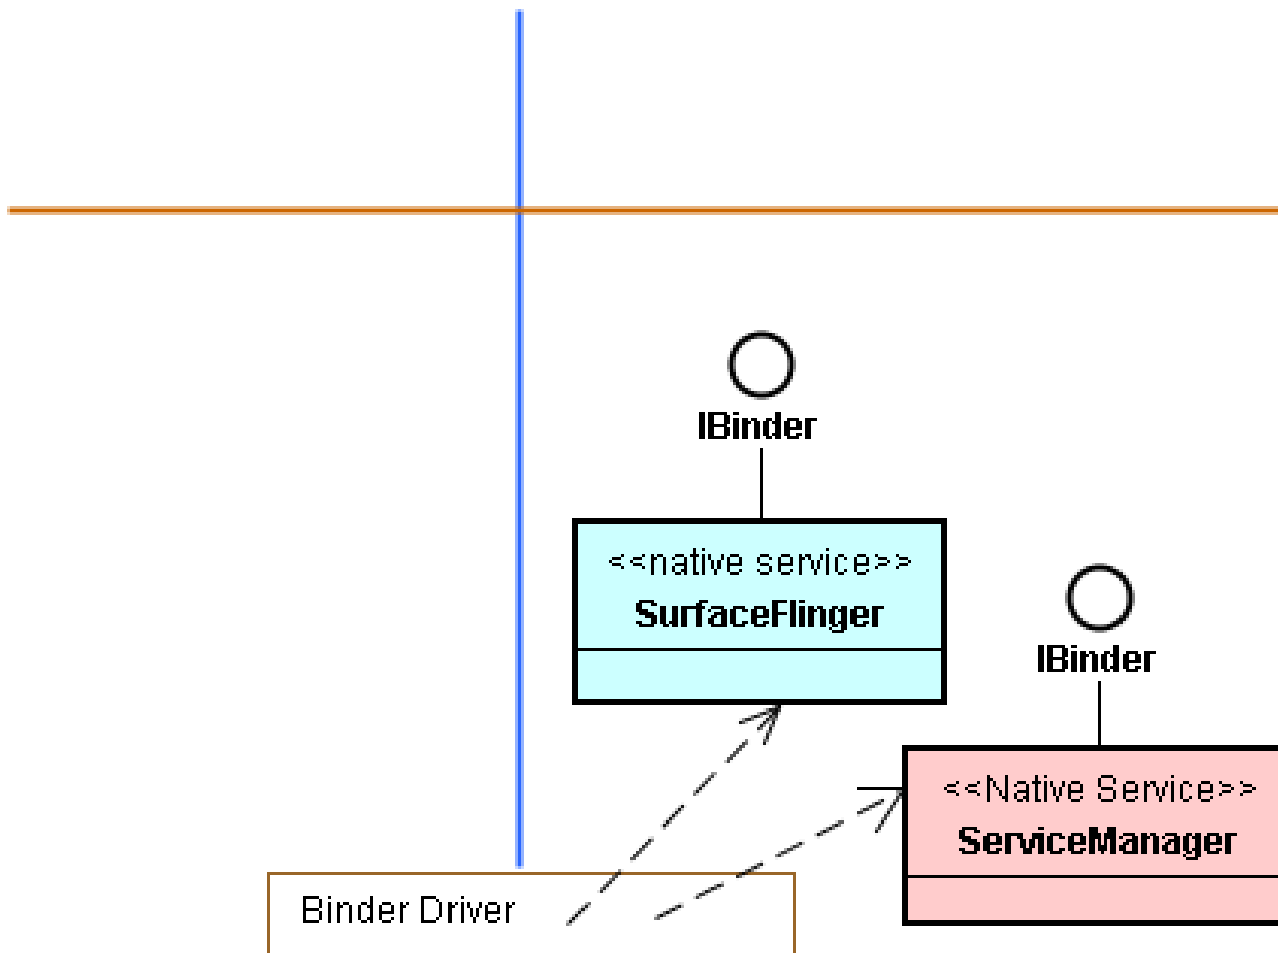 IBinder
<<native service>>
SurfaceFlinger
IBinder
<<Native Service>>
ServiceManager
Binder Driver